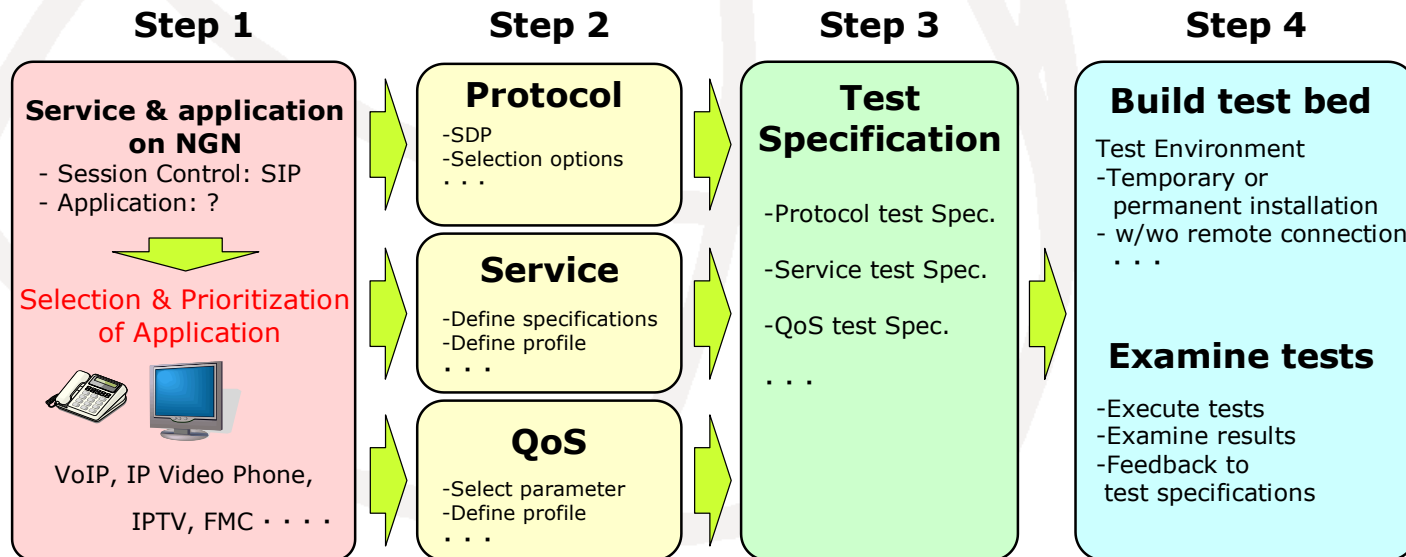 Step 1
Service & application
on NGN
- Session Control: SIP
- Application: ?
Selection & Prioritization
of Application
VoIP, IP Video Phone,
IPTV, FMC ・・・・
Step 2
Protocol
-SDP
-Selection options
・・・
Service
-Define specifications
-Define profile
・・・
QoS
-Select parameter
-Define profile
・・・
Step 3
Test
Specification
-Protocol test Spec.
-Service test Spec.
-QoS test Spec.
・・・
Step 4
Build test bed
Test Environment
-Temporary or
permanent installation
- w/wo remote connection
・・・
Examine tests
-Execute tests
-Examine results
-Feedback to
test specifications